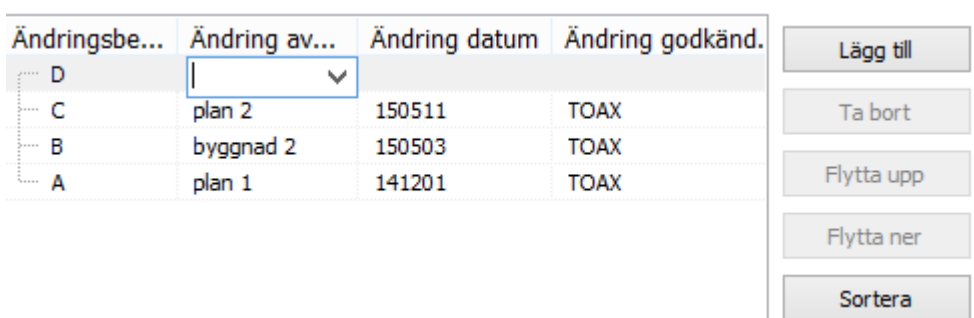 Ändringsbe... Ändring av... Ändring datum Ändring godkänd.
D
C plan 2 150511 TOAX
B byggnad 2 150503 TOAX
A plan 1 141201 TOAX
Lägg till
Ta bort
Flytta upp
Flytta ner
Sortera